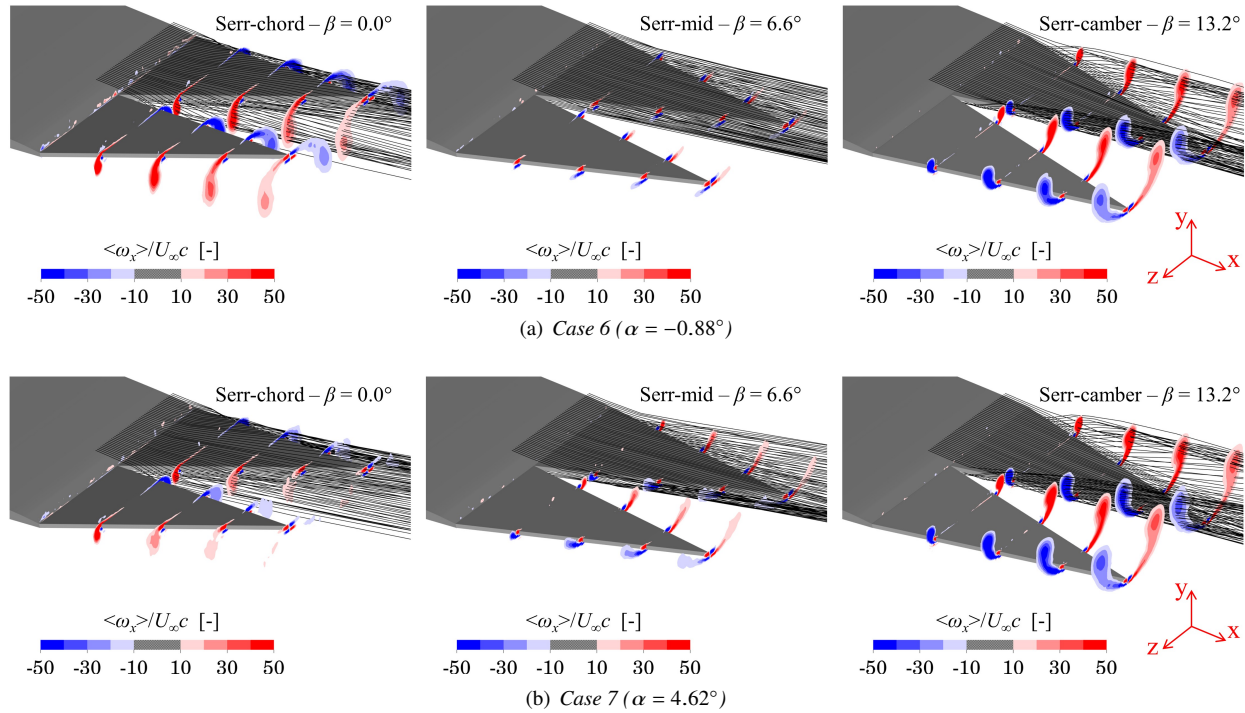 Serr-chord – β = 0.0° Serr-mid – β = 6.6° Serr-camber – β = 13.2°
<ω_x>/U_∞c [-] <ω_x>/U_∞c [-] <ω_x>/U_∞c [-]
-50 -30 -10 10 30 50 -50 -30 -10 10 30 50 -50 -30 -10 10 30 50
y
x
z
(a) Case 6 (α = −0.88°)
Serr-chord – β = 0.0° Serr-mid – β = 6.6° Serr-camber – β = 13.2°
<ω_x>/U_∞c [-] <ω_x>/U_∞c [-] <ω_x>/U_∞c [-]
-50 -30 -10 10 30 50 -50 -30 -10 10 30 50 -50 -30 -10 10 30 50
y
x
z
(b) Case 7 (α = 4.62°)